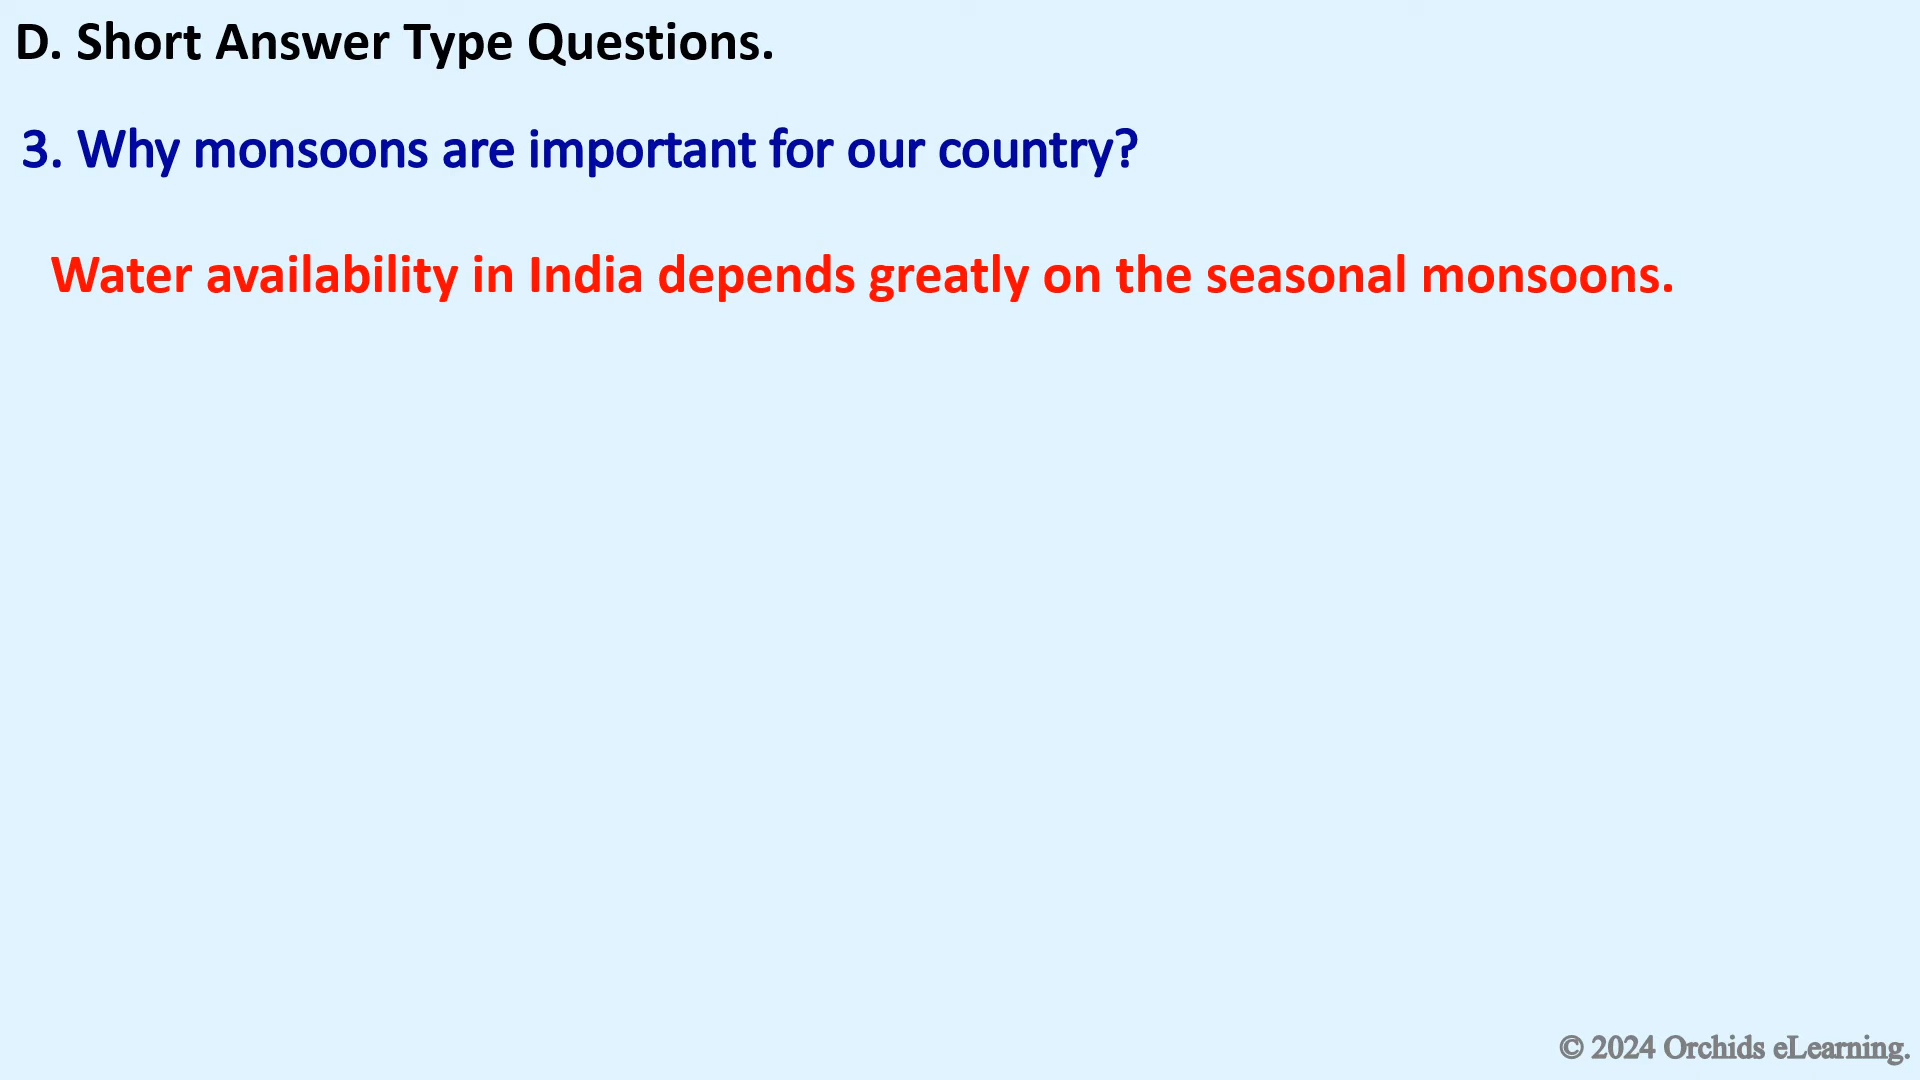 D. Short Answer Type Questions.
3. Why monsoons are important for our country?
Water availability in India depends greatly on the seasonal monsoons.
© 2024 Orchids eLearning.